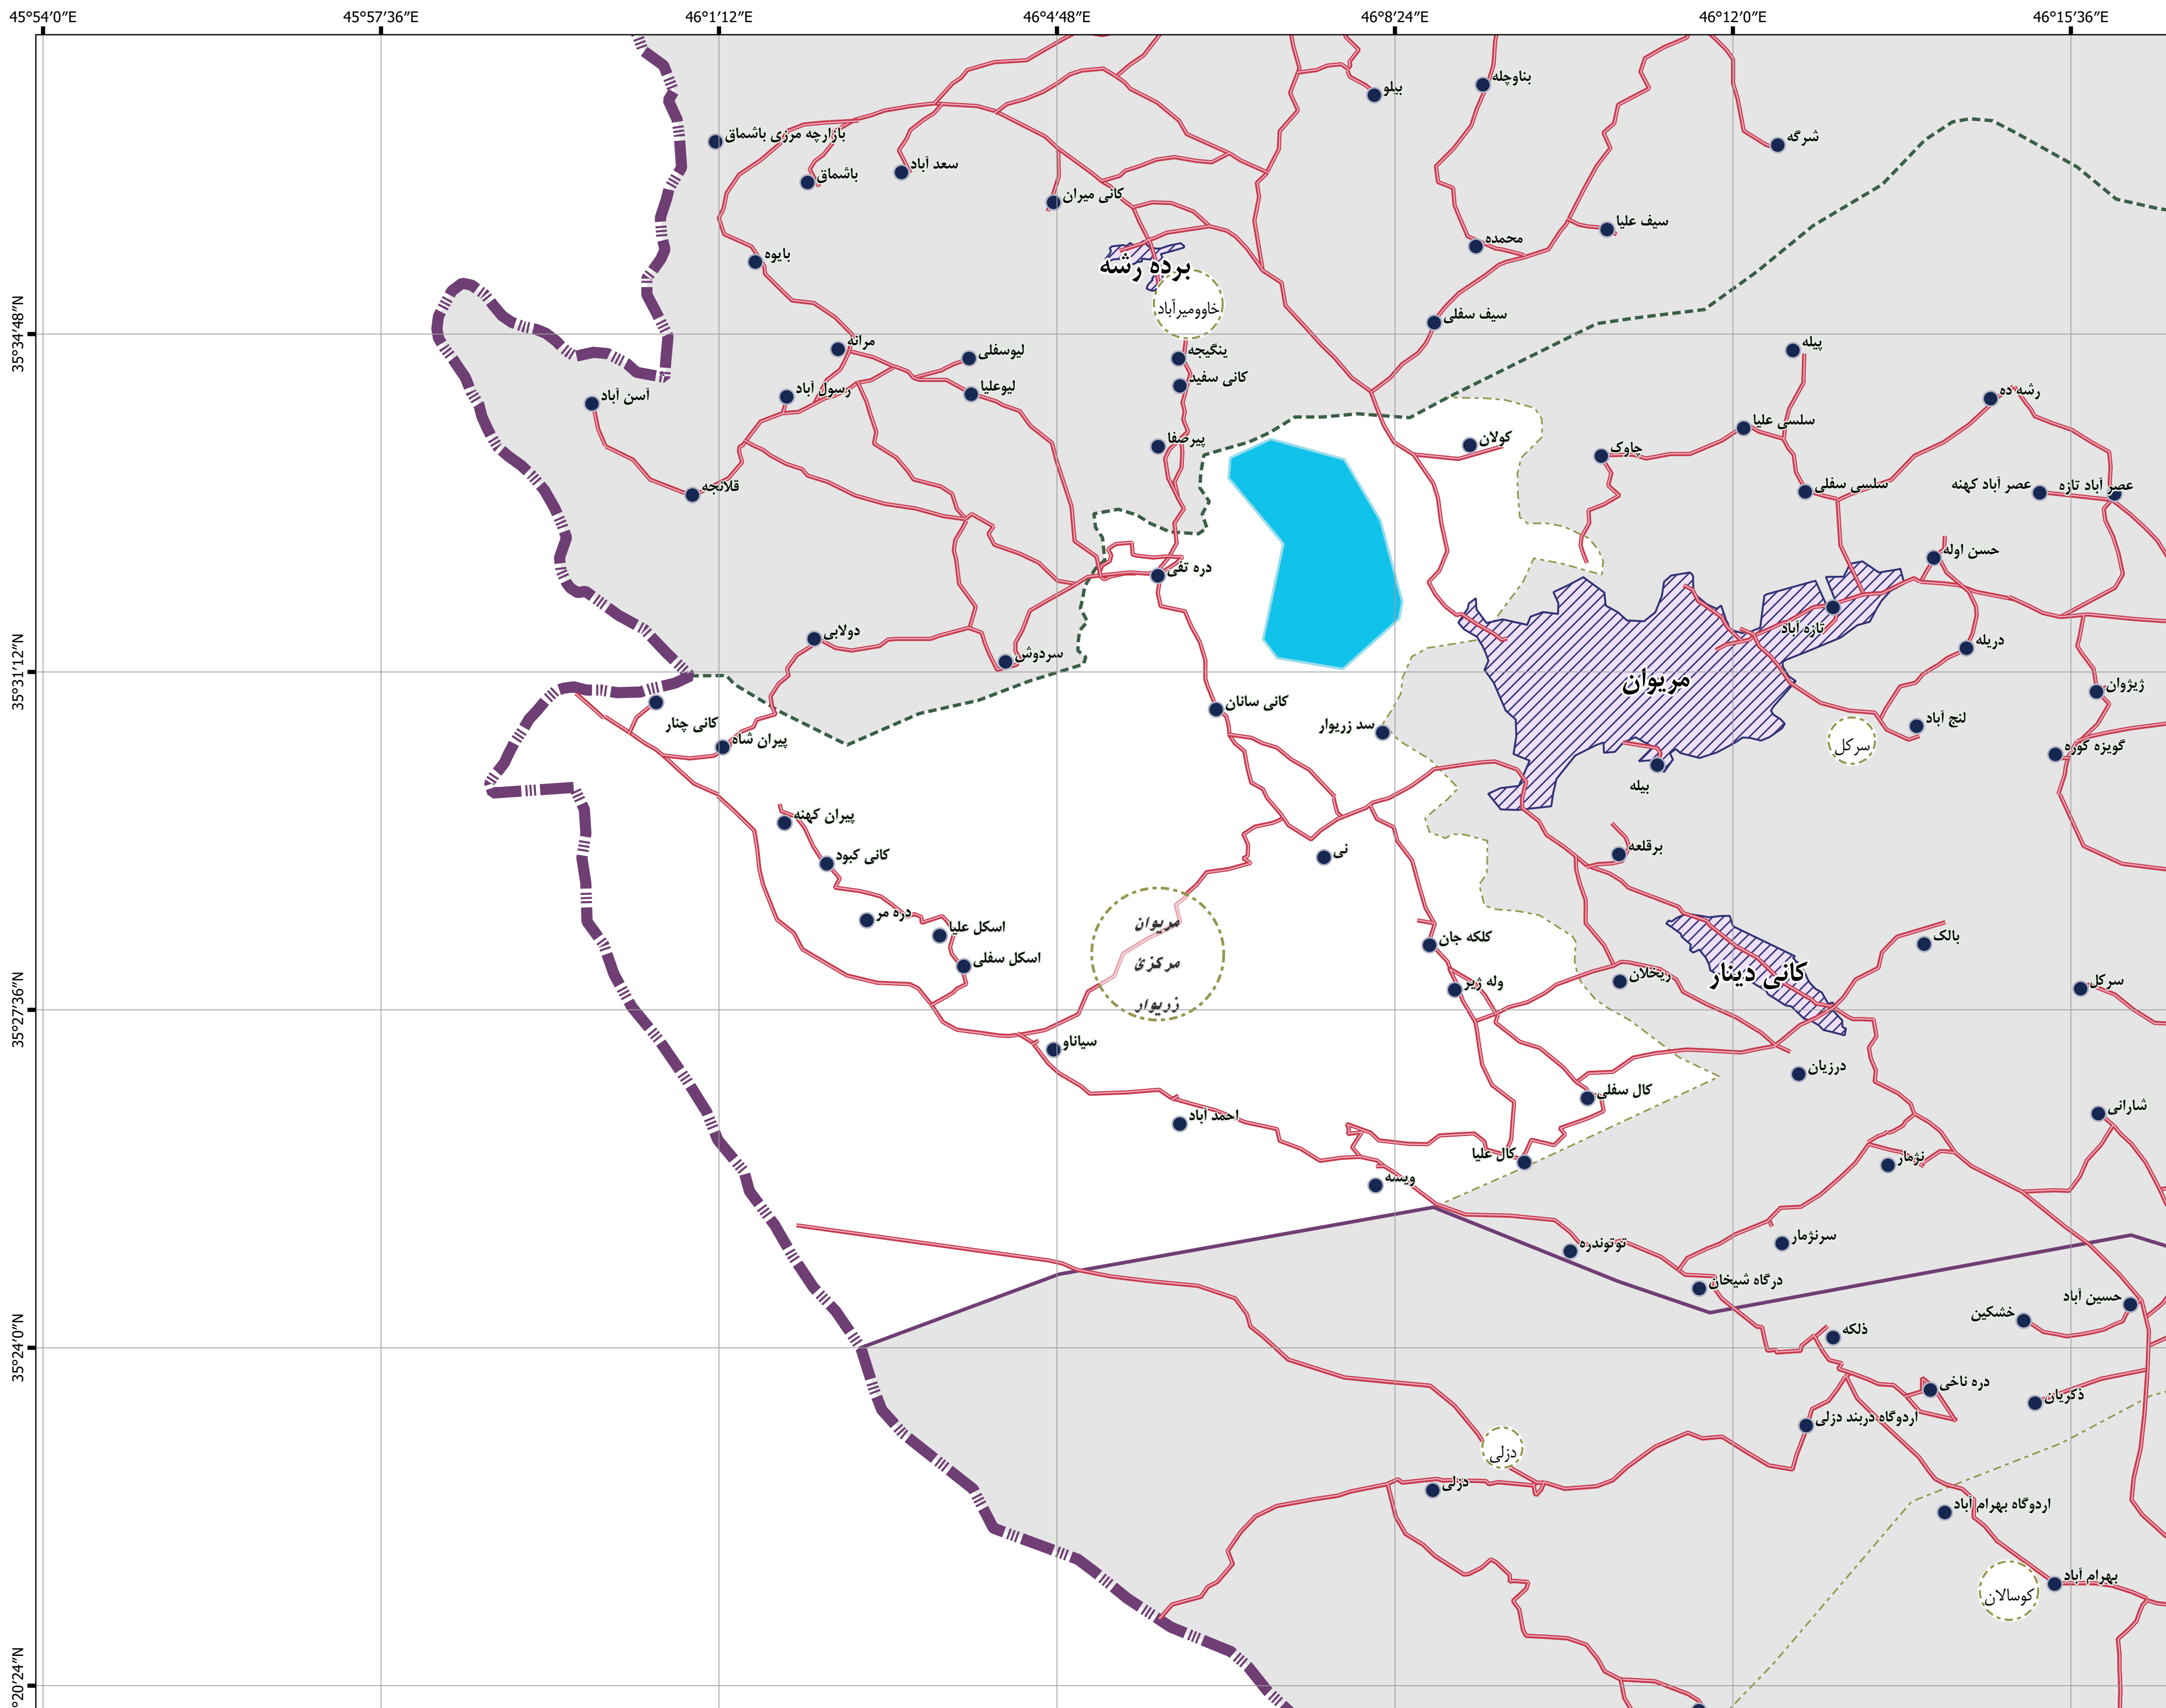 45°54′0″E
45°57′36″E
46°1′12″E
46°4′48″E
46°8′24″E
46°12′0″E
46°15′36″E
بناوچله
بیلو
بازارچه مرزی باشماق
شرگه
سعد آباد
باشماق
کانی میران
سیف علیا
محمده
بایوه
برده رشه
خاوومیرآباد
سیف سفلی
35°34′48″N
مرانه
لیوسفلی
ینگیجه
پیله
کانی سفید
رسول آباد
لیوعلیا
آسن آباد
رشه ده
سلسی علیا
پیرصفا
کولان
چاوک
قلانجه
سلسی سفلی
عصر آباد تازه
عصر آباد کهنه
حسن اوله
دره تفی
تازه آباد
دولابی
دریله
سردوش
35°31′12″N
مریوان
ژیژوان
کانی سانان
کانی چنار
سد زریوار
لنج آباد
پیران شاه
سرکل
گویزه کوره
بیله
پیران کهنه
نی
برقلعه
کانی کبود
دره مر
اسکل علیا
مریوان
مرکزی
زریوار
کلکه جان
بالک
اسکل سفلی
کانی دینار
ریخلان
وله ژیر
سرکل
35°27′36″N
سیاناو
درزیان
کال سفلی
شارانی
احمد آباد
کال علیا
نژمار
ویسه
سرنژمار
توتوندره
درگاه شیخان
حسین آباد
خشکین
ذلکه
35°24′0″N
دره ناخی
ذکریان
اردوگاه دربند دزلی
دزلی
دزلی
اردوگاه بهرام آباد
بهرام آباد
کوسالان
°20′24″N